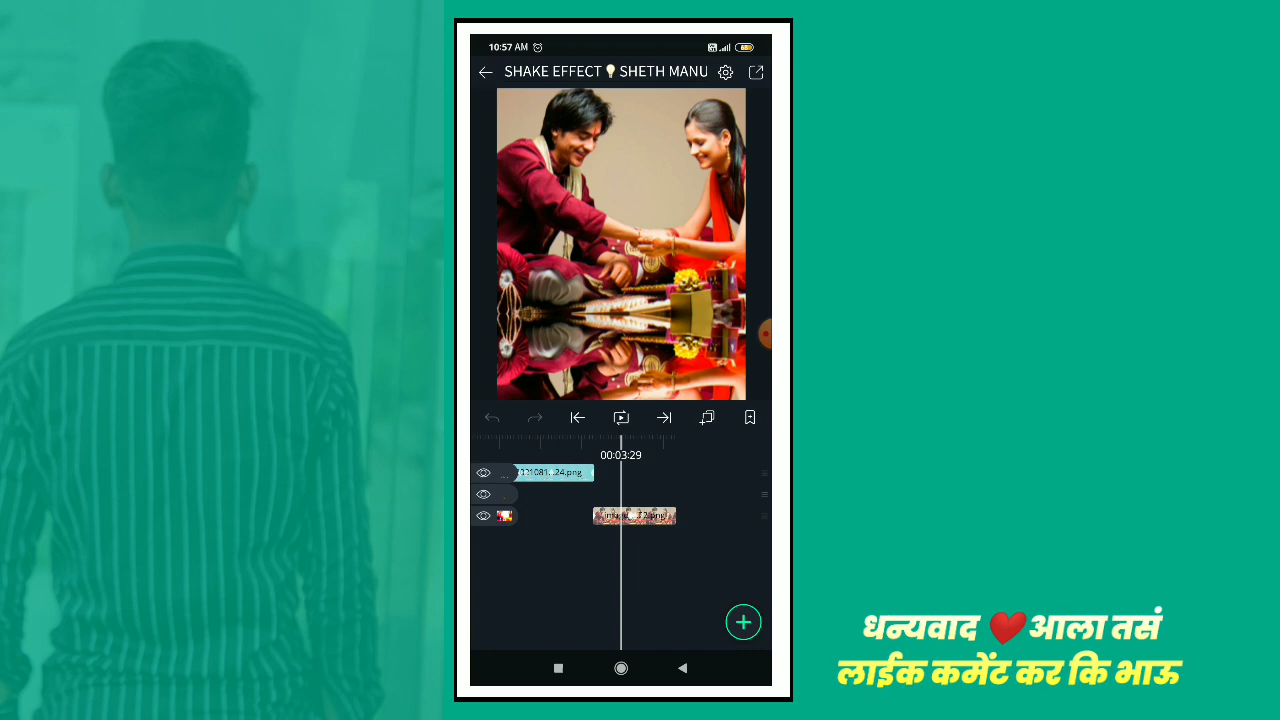 10:57 AM
SHAKE EFFECT💡SHETH MANU
00:03:29
धन्यवाद ❤️आला तसं
लाईक कमेंट कर कि भाऊ